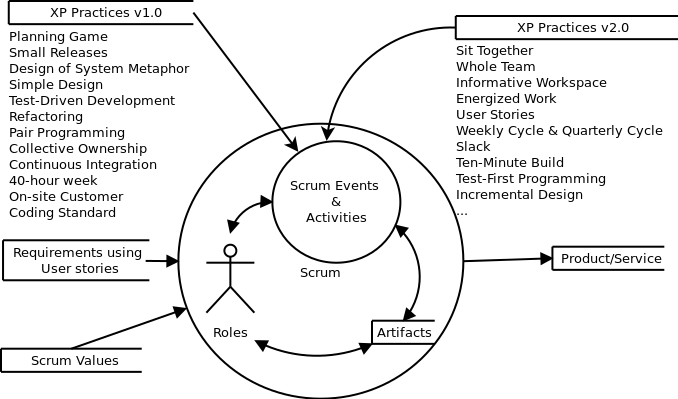 XP Practices v1.0
Planning Game
Small Releases
Design of System Metaphor
Simple Design
Test-Driven Development
Refactoring
Pair Programming
Collective Ownership
Continuous Integration
40-hour week
On-site Customer
Coding Standard
XP Practices v2.0
Sit Together
Whole Team
Informative Workspace
Energized Work
User Stories
Weekly Cycle & Quarterly Cycle
Slack
Ten-Minute Build
Test-First Programming
Incremental Design
...
Scrum Events
&
Activities
Scrum
Requirements using
User stories
Product/Service
Roles
Artifacts
Scrum Values